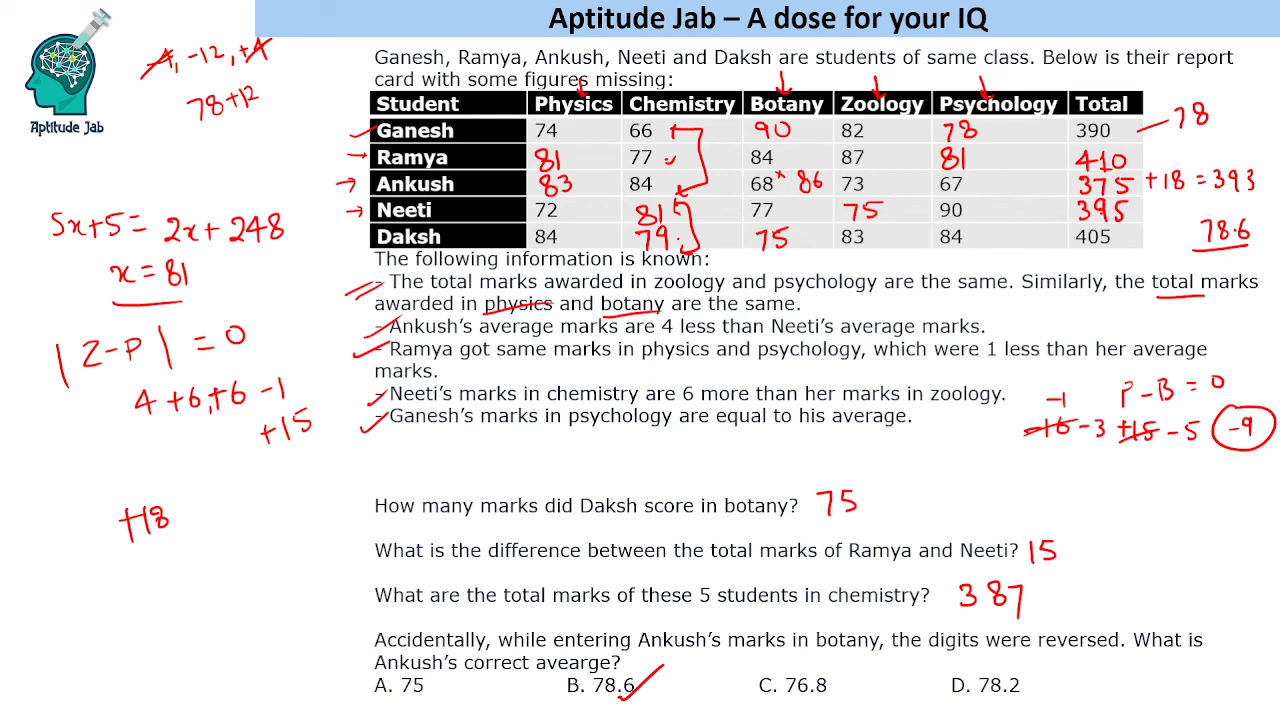 Aptitude Jab – A dose for your IQ
Aptitude Jab
4, -12, +4
78+12
Ganesh, Ramya, Ankush, Neeti and Daksh are students of same class. Below is their report
card with some figures missing:
Student Physics Chemistry Botany Zoology Psychology Total
Ganesh 74 66 90 82 78 390 78
Ramya 81 77 84 87 81 410
Ankush 83 84 68 86 73 67 375 +18 = 393
Neeti 72 81 77 75 90 395
Daksh 84 79 75 83 84 405 78.6
5x+5 = 2x+248
x = 81
The following information is known:
- The total marks awarded in zoology and psychology are the same. Similarly, the total marks
awarded in physics and botany are the same.
- Ankush's average marks are 4 less than Neeti's average marks.
- Ramya got same marks in physics and psychology, which were 1 less than her average
marks.
- Neeti's marks in chemistry are 6 more than her marks in zoology.
- Ganesh's marks in psychology are equal to his average.
|Z-P| = 0
4 +6, +6 -1
+15
+18
P-B = 0
-1
-16 -3 +15 -5 -9
How many marks did Daksh score in botany? 75
What is the difference between the total marks of Ramya and Neeti? 15
What are the total marks of these 5 students in chemistry? 387
Accidentally, while entering Ankush's marks in botany, the digits were reversed. What is
Ankush's correct avearge?
A. 75 B. 78.6 C. 76.8 D. 78.2